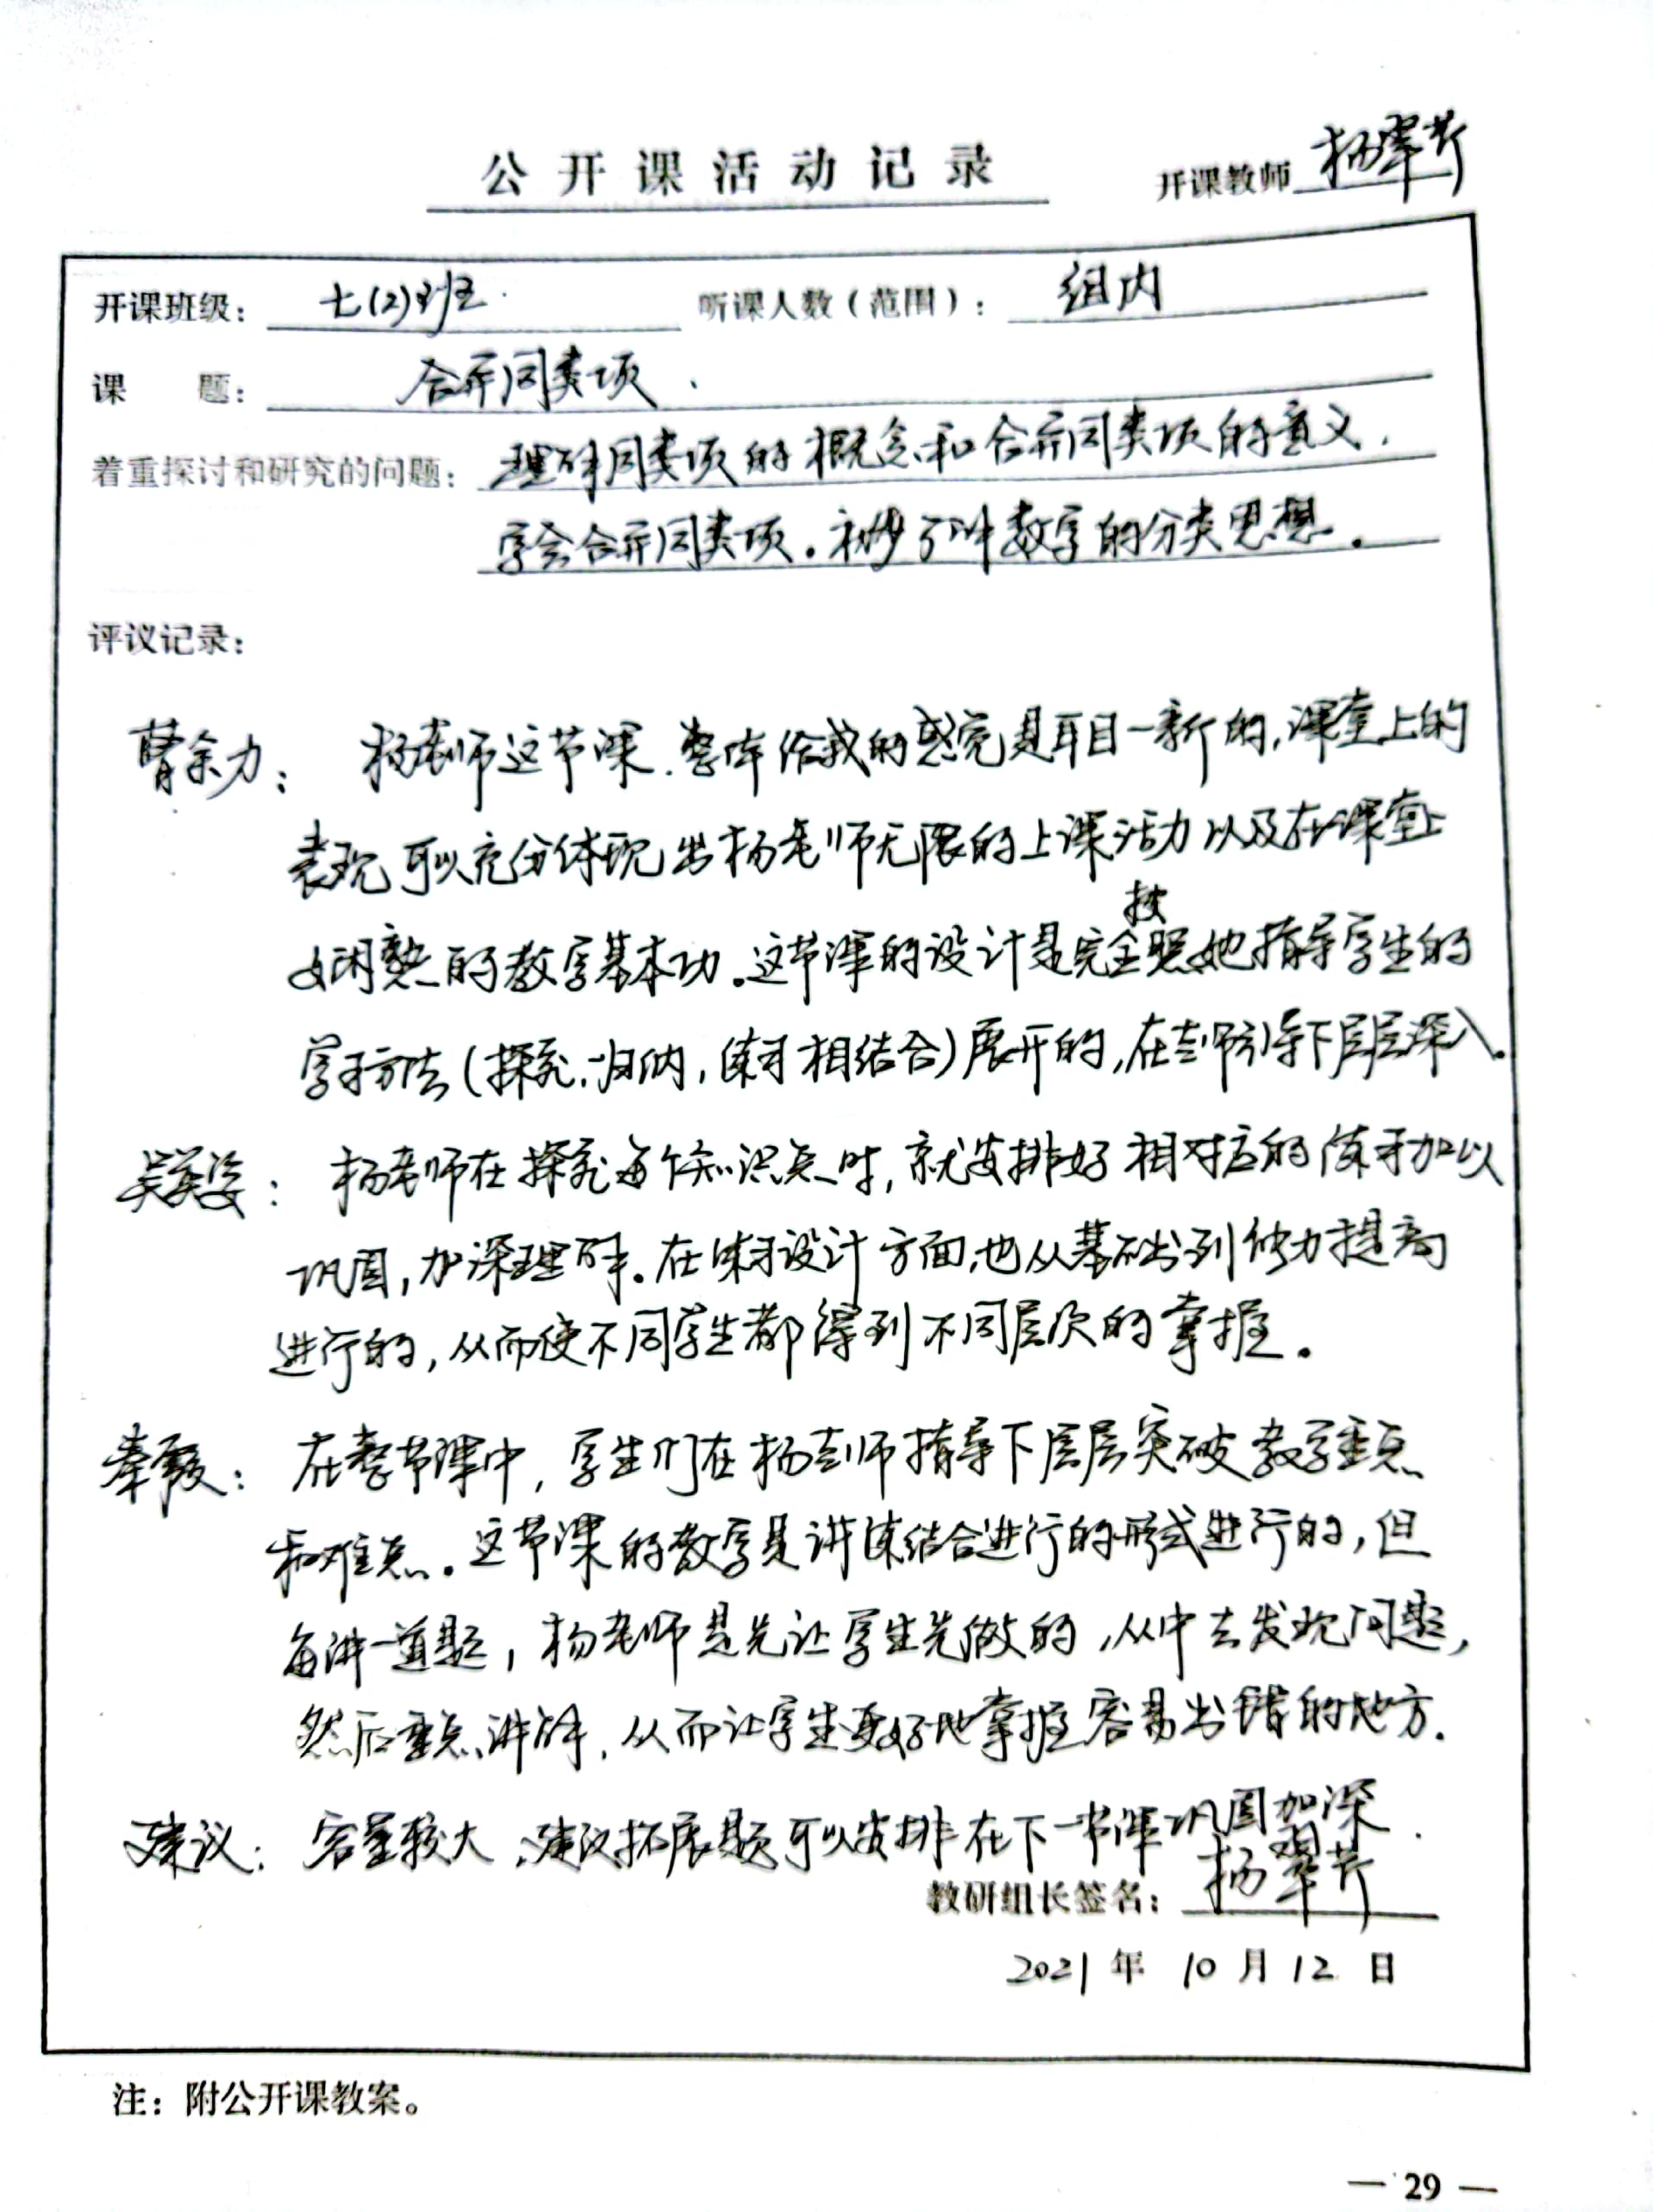 公开课活动记录
开课教师 杨翠芹
开课班级： 七(2)班 听课人数（范围）： 组内
课 题： 合并同类项
着重探讨和研究的问题： 理解同类项的概念和合并同类项的意义，
学会合并同类项。初步了解数学的分类思想。
评议记录：
杨老师这节课.整体给我的感觉是耳目一新的,课堂上的
表现可以充分体现出杨老师无限的上课活力以及在课堂上
娴熟的教学基本功。这节课的设计是完全按照她指导学生的
学习方法(探究、归纳,练习相结合)展开的,在老师引导下层层深入。
吴英姿： 杨老师在探究每个知识点时,就安排好相对应的练习加以
巩固,加深理解。在练习设计方面,也从基础到能力提高
进行的,从而使不同学生都得到不同层次的掌握。
秦霞： 在整节课中,学生们在杨老师指导下层层突破教学重点
和难点。这节课的教学是讲练结合进行的形式进行的,但
每讲一道题,杨老师是先让学生先做的,从中去发现问题,
然后重点讲解,从而让学生更好地掌握容易出错的地方.
建议： 容量较大,建议拓展题可以安排在下一节课巩固加深.
教研组长签名： 杨翠芹
2021年10月12日
注：附公开课教案。
— 29 —